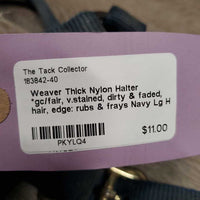 The Tack Collector
163842-40
Weaver Thick Nylon Halter
*gc/fair, v.stained, dirty & faded,
hair, edge: rubs & frays Navy Lg H
$11.00
PKYLQ4